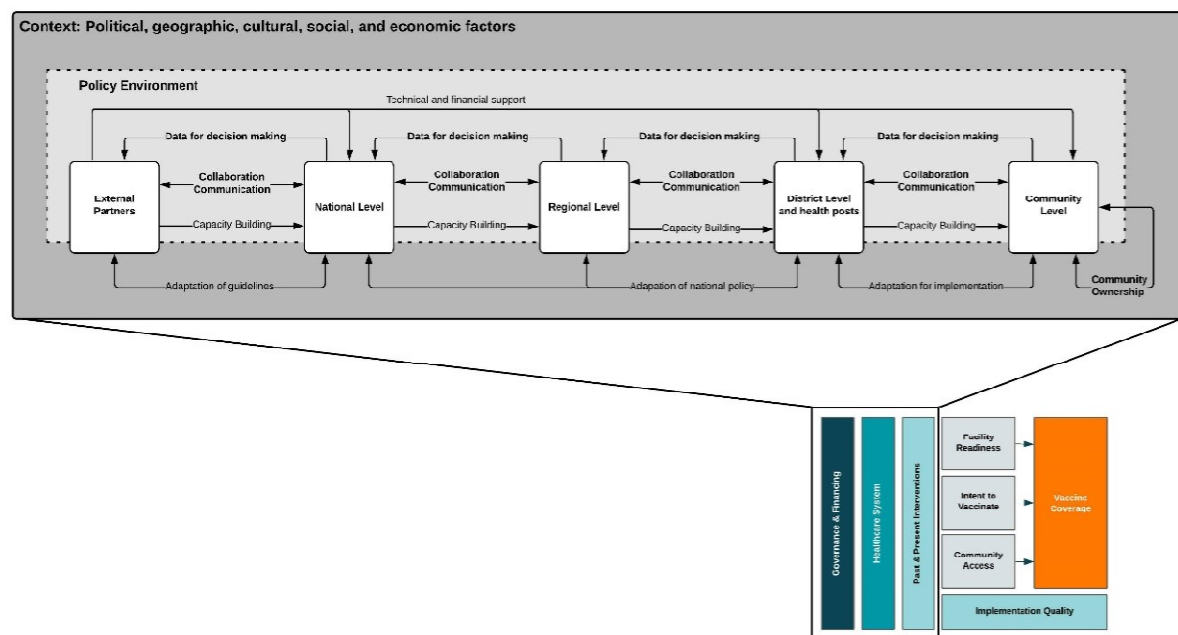 Context: Political, geographic, cultural, social, and economic factors
Policy Environment
Technical and financial support
Data for decision making
Data for decision making
Data for decision making
Data for decision making
External
Partners
Collaboration
Communication
Capacity Building
National Level
Collaboration
Communication
Capacity Building
Regional Level
Collaboration
Communication
Capacity Building
District Level
and health posts
Collaboration
Communication
Capacity Building
Community
Level
Adaptation of guidelines
Adapation of national policy
Adaptation for implementation
Community
Ownership
Governance & Financing
Healthcare System
Past & Present Interventions
Facility
Readiness
Intent to
Vaccinate
Community
Access
Vaccine
Coverage
Implementation Quality